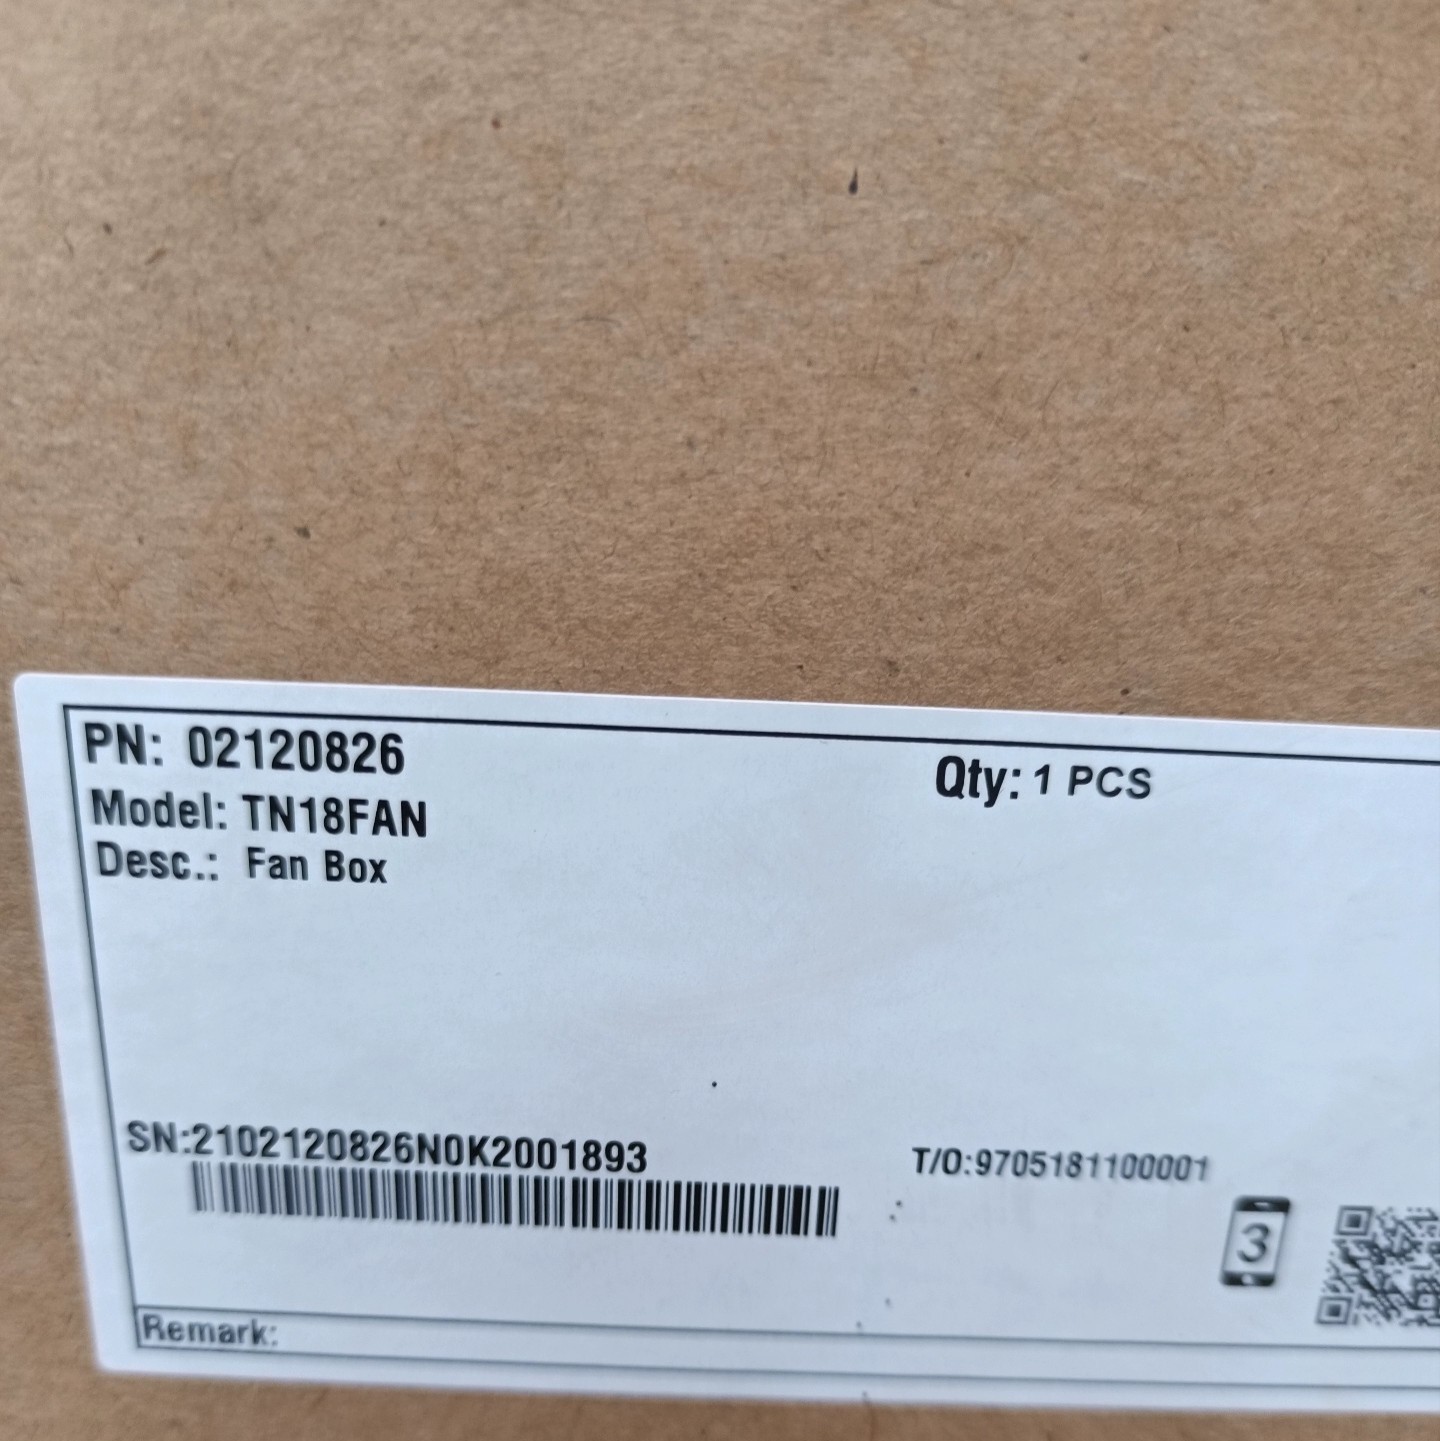 PN: 02120826
Qty: 1 PCS
Model: TN18FAN
Desc.: Fan Box
SN:2102120826N0K2001893
T/O:9705181100001
3
Remark: